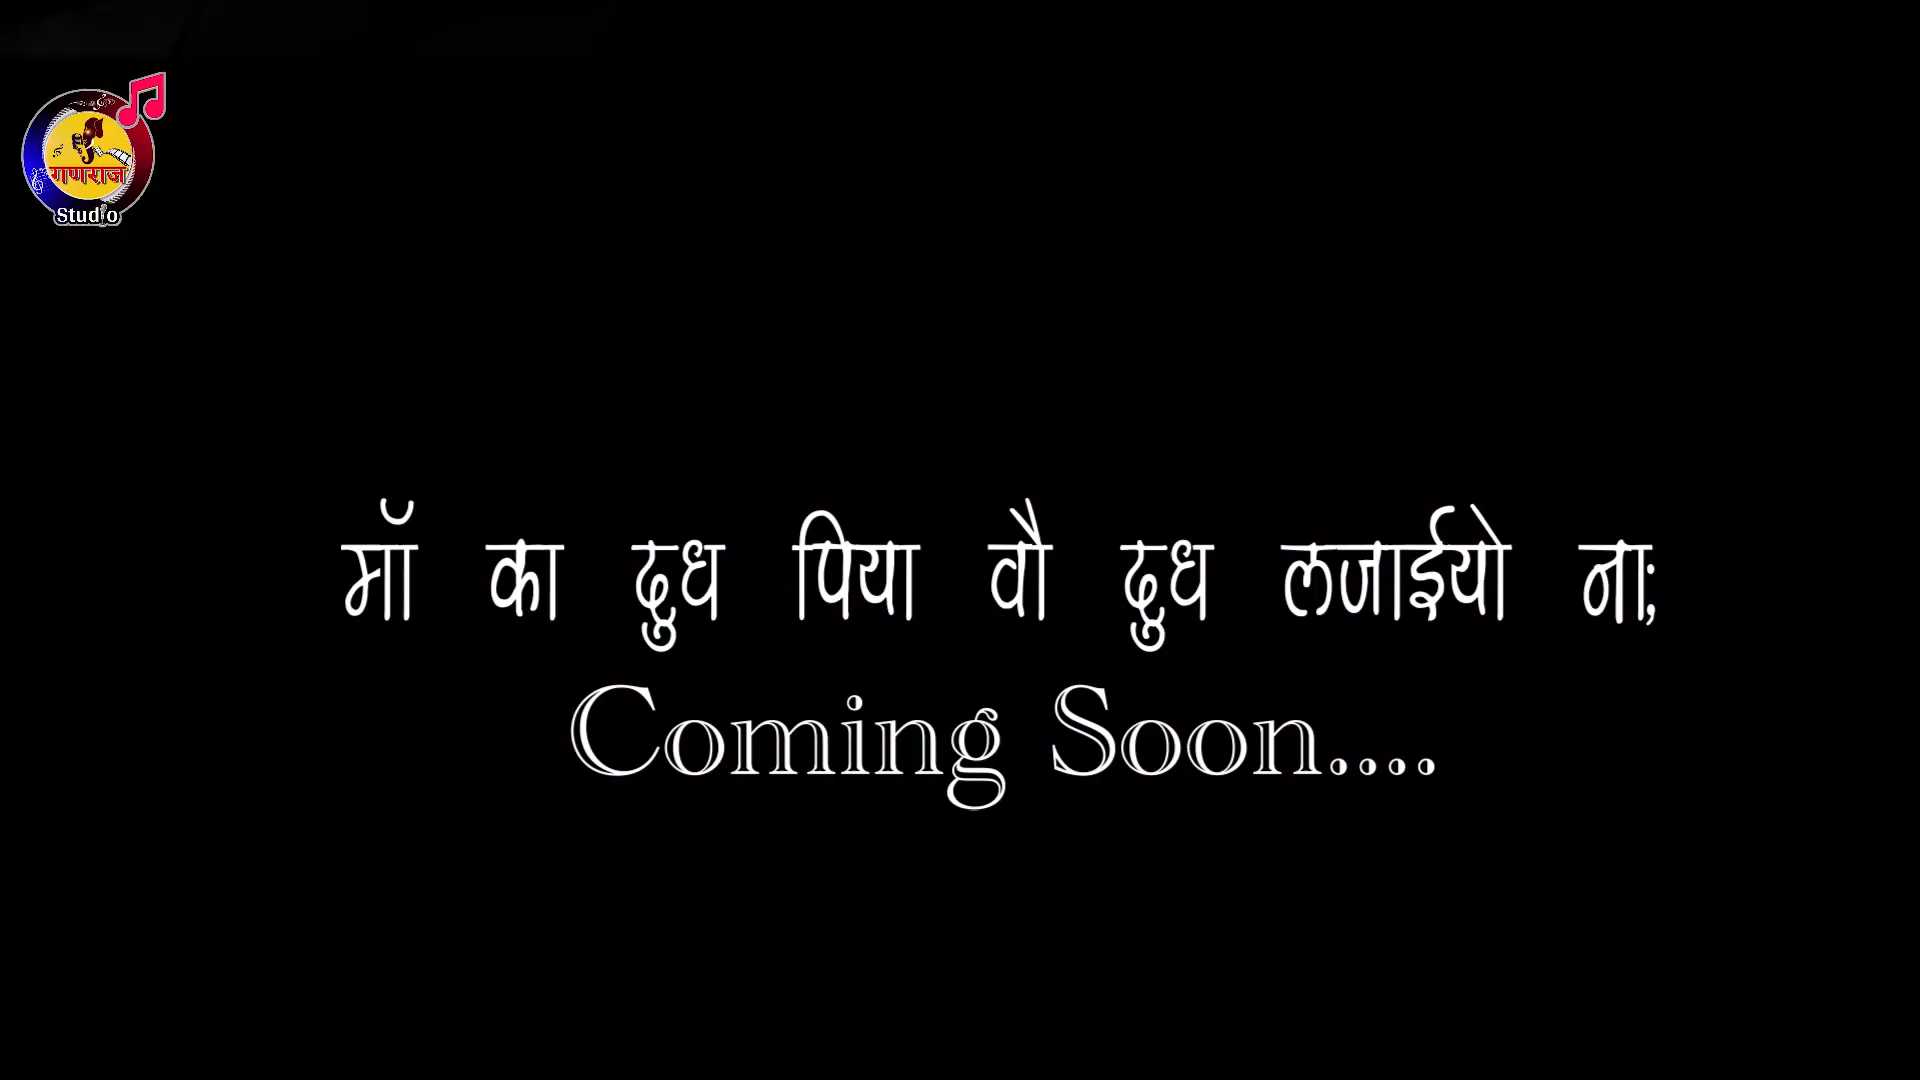 गणराज
Studio
मॉ का दुध पिया वौ दुध लजाईयो ना;
Coming Soon....